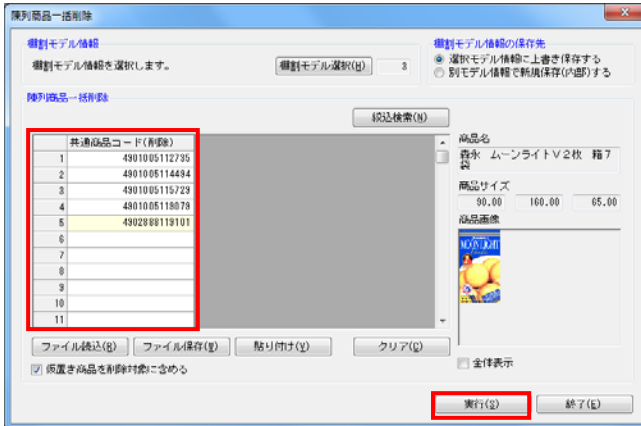 陳列商品一括削除
棚割モデル情報
棚割モデル情報を選択します。
棚割モデル選択(H)
3
棚割モデル情報の保存先
選択モデル情報に上書き保存する
別モデル情報で新規保存(内部)する
陳列商品一括削除
絞込検索(N)
共通商品コード(削除)
1 4901005112735
2 4901005114494
3 4901005115729
4 4901005119079
5 4902888119101
6
7
8
9
10
11
商品名
森永 ムーンライトV2枚 箱7
袋
商品サイズ
90.00 160.00 65.00
商品画像
MOONLIGHT
ファイル読込(R) ファイル保存(W) 貼り付け(V) クリア(C)
仮置き商品を削除対象に含める
全体表示
実行(S) 終了(E)